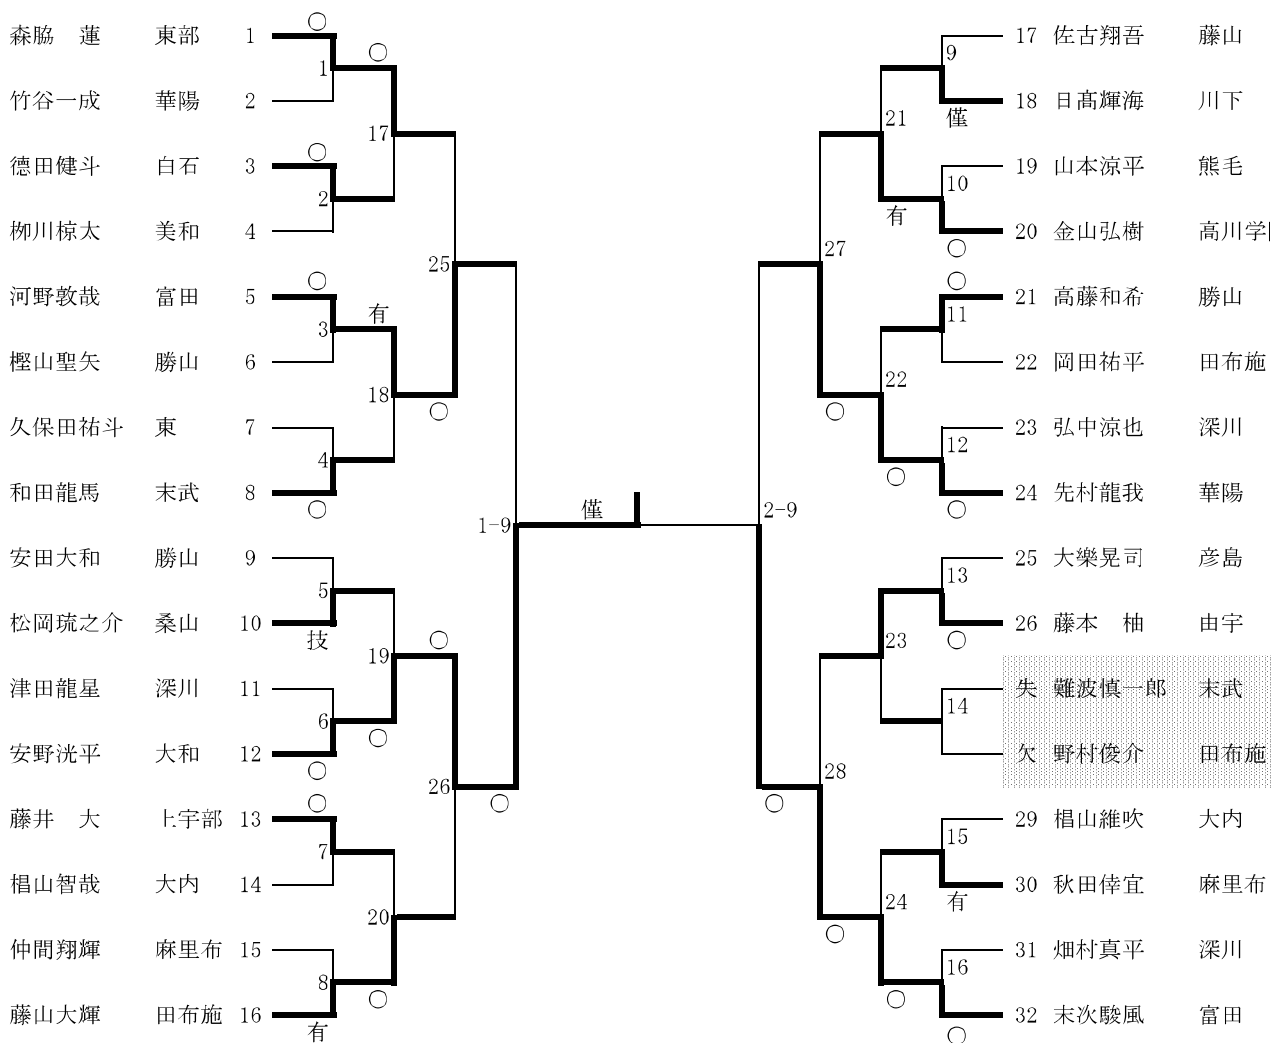 森脇　蓮 東部 1
竹谷一成 華陽 2
徳田健斗 白石 3
栁川椋太 美和 4
河野敦哉 富田 5
樫山聖矢 勝山 6
久保田祐斗 東 7
和田龍馬 末武 8
安田大和 勝山 9
松岡琉之介 桑山 10
津田龍星 深川 11
安野洸平 大和 12
藤井　大 上宇部 13
椙山智哉 大内 14
仲間翔輝 麻里布 15
藤山大輝 田布施 16
○
1
○
17
○
2
25
○
3
有
18
○
4
○
1-9
僅
5
技
19
○
6
○
○
26
○
○
7
20
8
○
有
9
僅
21
10
有
○
27
○
11
22
○
12
○
○
2-9
13
○
23
14
28
○
15
有
24
○
16
○
○
17 佐古翔吾 藤山
18 日髙輝海 川下
19 山本涼平 熊毛
20 金山弘樹 高川学
21 高藤和希 勝山
22 岡田祐平 田布施
23 弘中涼也 深川
24 先村龍我 華陽
25 大樂晃司 彦島
26 藤本　柚 由宇
失 難波慎一郎 末武
欠 野村俊介 田布施
29 椙山維吹 大内
30 秋田倖宜 麻里布
31 畑村真平 深川
32 末次駿風 富田